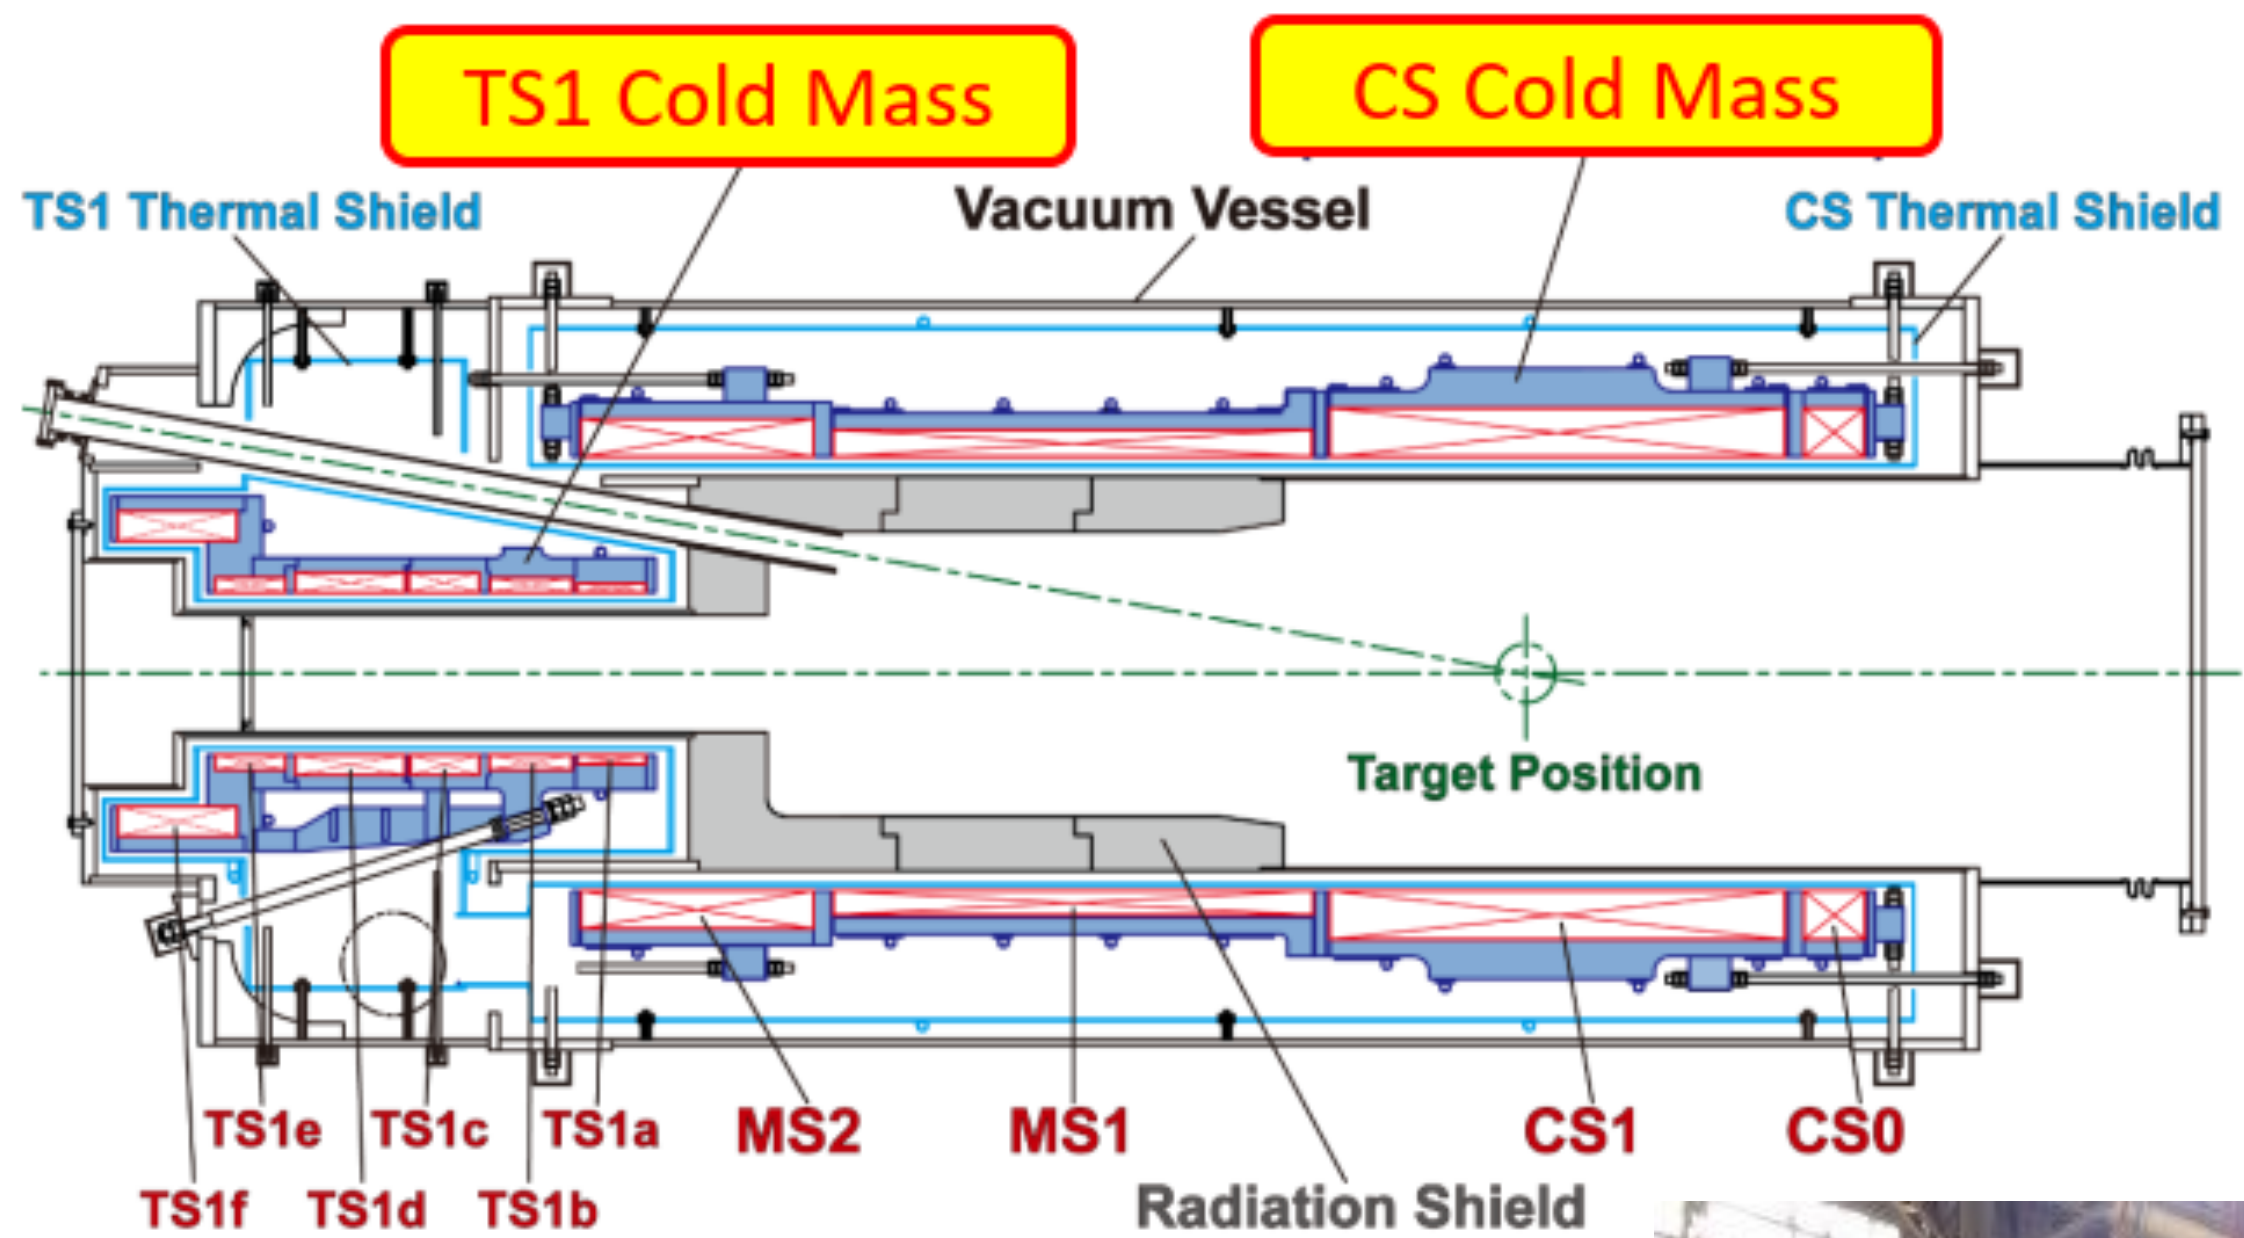 TS1 Cold Mass
CS Cold Mass
TS1 Thermal Shield
Vacuum Vessel
CS Thermal Shield
Target Position
TS1e
TS1c
TS1a
MS2
MS1
CS1
CS0
TS1f
TS1d
TS1b
Radiation Shield